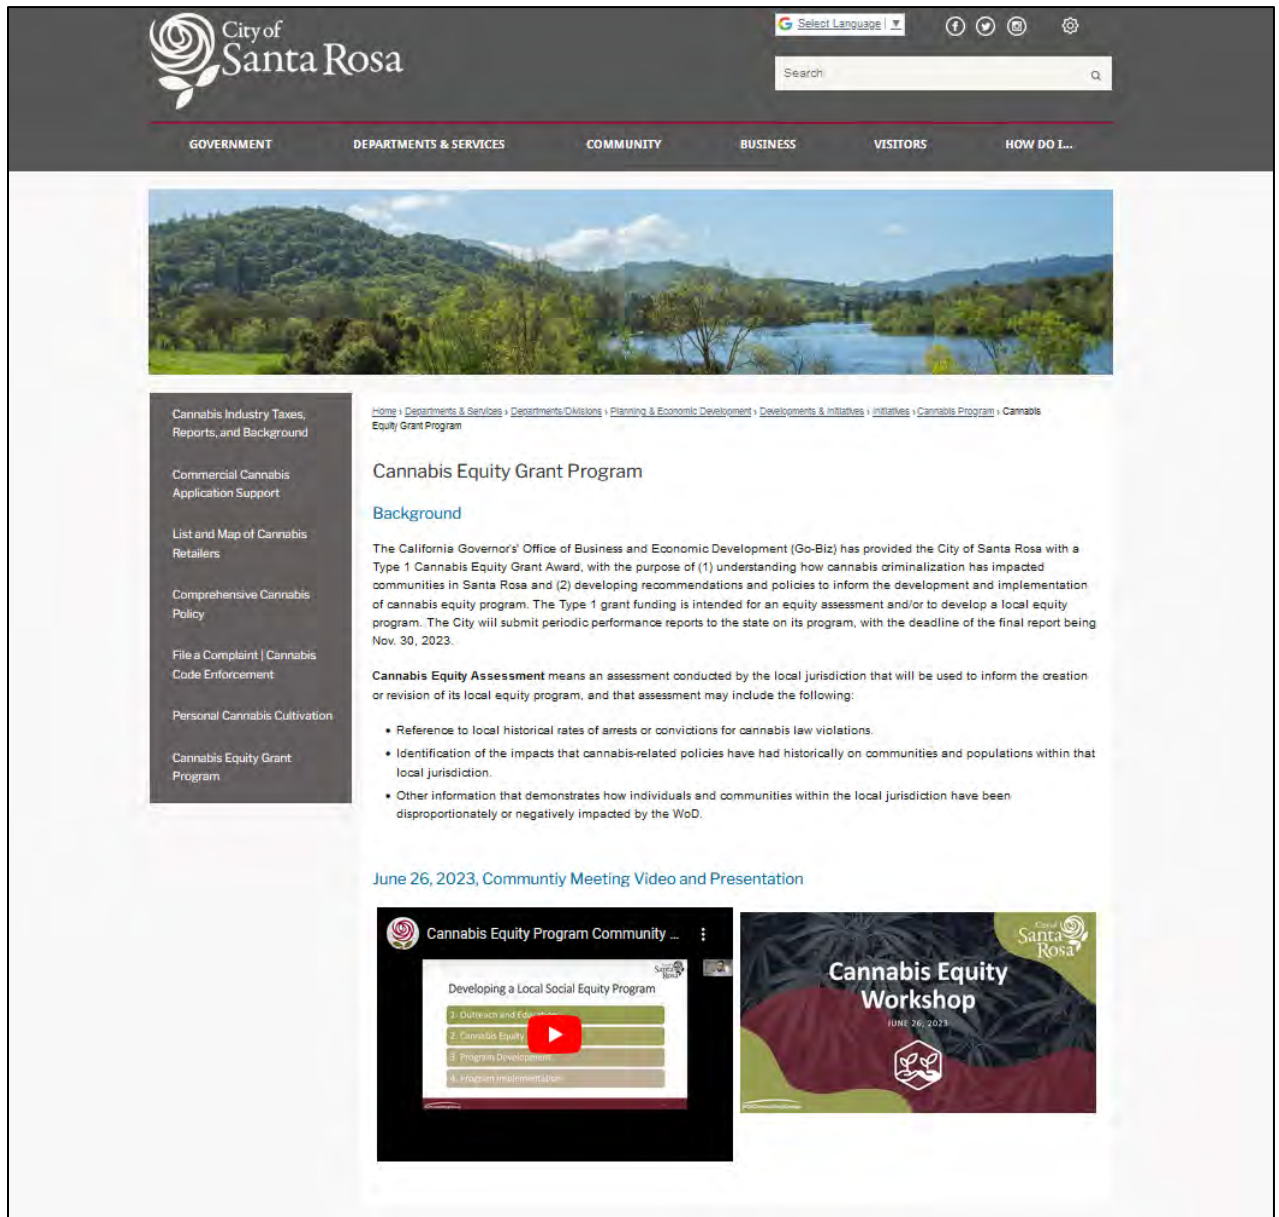 City of
Santa Rosa
Select Language
Search
GOVERNMENT
DEPARTMENTS & SERVICES
COMMUNITY
BUSINESS
VISITORS
HOW DO I...
Cannabis Industry Taxes,
Reports, and Background
Commercial Cannabis
Application Support
List and Map of Cannabis
Retailers
Comprehensive Cannabis
Policy
File a Complaint | Cannabis
Code Enforcement
Personal Cannabis Cultivation
Cannabis Equity Grant
Program
Home › Departments & Services › Departments/Divisions › Planning & Economic Development › Developments & Initiatives › Initiatives › Cannabis Program › Cannabis
Equity Grant Program
Cannabis Equity Grant Program
Background
The California Governor's' Office of Business and Economic Development (Go-Biz) has provided the City of Santa Rosa with a
Type 1 Cannabis Equity Grant Award, with the purpose of (1) understanding how cannabis criminalization has impacted
communities in Santa Rosa and (2) developing recommendations and policies to inform the development and implementation
of cannabis equity program. The Type 1 grant funding is intended for an equity assessment and/or to develop a local equity
program. The City will submit periodic performance reports to the state on its program, with the deadline of the final report being
Nov. 30, 2023.
Cannabis Equity Assessment means an assessment conducted by the local jurisdiction that will be used to inform the creation
or revision of its local equity program, and that assessment may include the following:
• Reference to local historical rates of arrests or convictions for cannabis law violations.
• Identification of the impacts that cannabis-related policies have had historically on communities and populations within that
local jurisdiction.
• Other information that demonstrates how individuals and communities within the local jurisdiction have been
disproportionately or negatively impacted by the WoD.
June 26, 2023, Communtiy Meeting Video and Presentation
Cannabis Equity Program Community ...
Santa Rosa
Developing a Local Social Equity Program
1. Outreach and
2. Cannabis Equity
3. Program Development
4. Program Implementation
City of
Santa
Rosa
Cannabis Equity
Workshop
JUNE 26, 2023